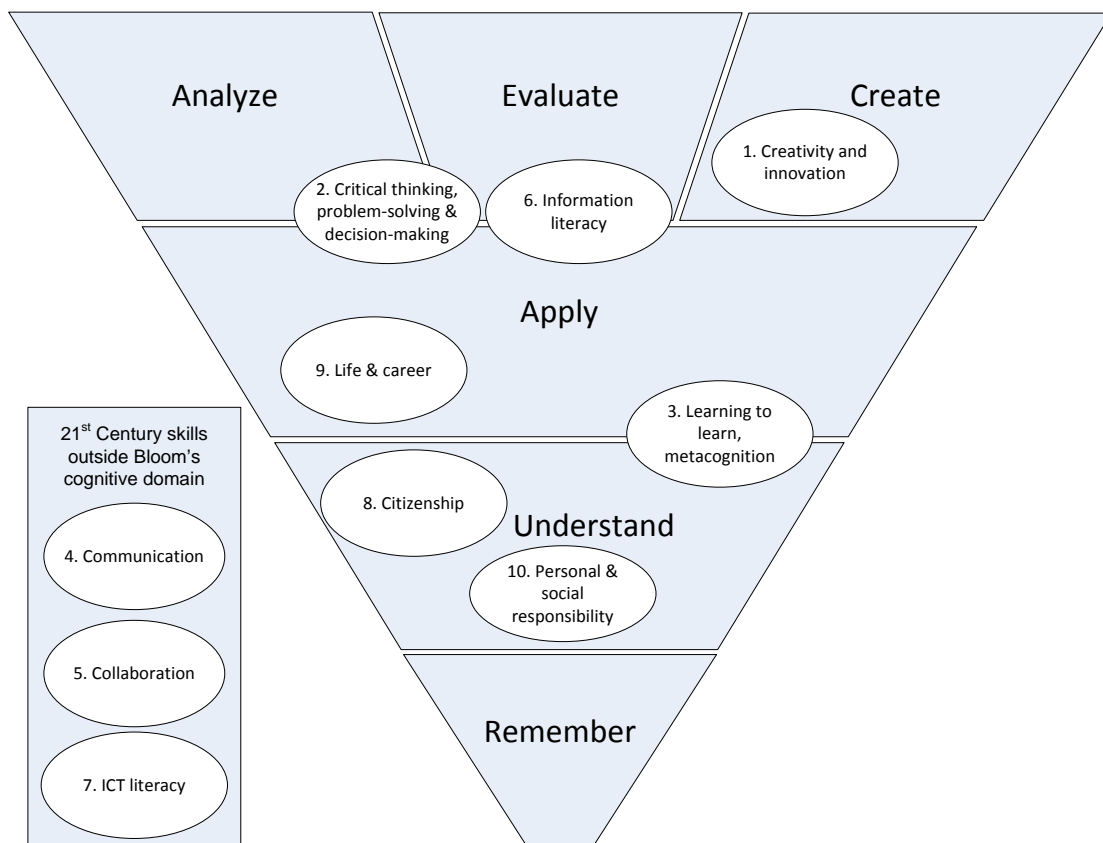 Analyze
Evaluate
Create
1. Creativity and
innovation
2. Critical thinking,
problem-solving &
decision-making
6. Information
literacy
Apply
9. Life & career
3. Learning to
learn,
metacognition
8. Citizenship
Understand
10. Personal &
social
responsibility
Remember
21st Century skills
outside Bloom’s
cognitive domain
4. Communication
5. Collaboration
7. ICT literacy